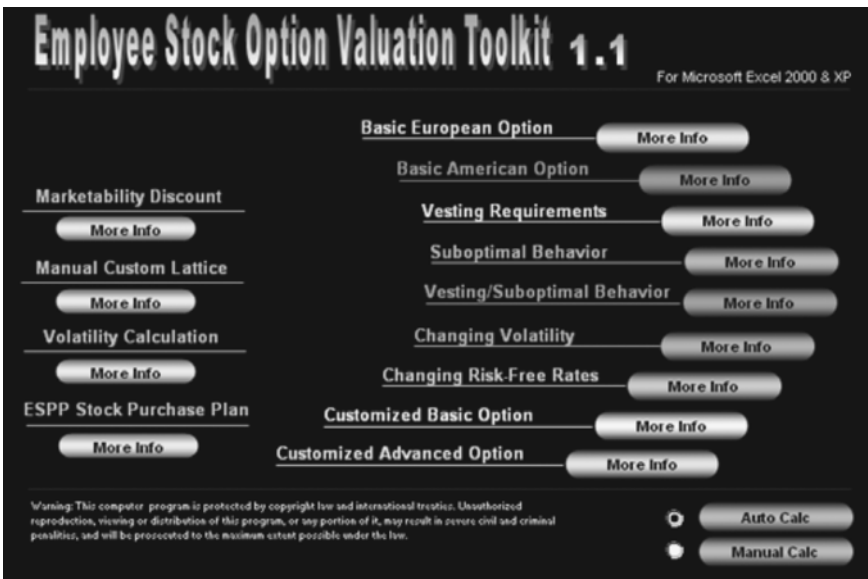 Employee Stock Option Valuation Toolkit 1.1
For Microsoft Excel 2000 & XP
Basic European Option
More Info
Basic American Option
More Info
Vesting Requirements
More Info
Suboptimal Behavior
More Info
Vesting/Suboptimal Behavior
More Info
Changing Volatility
More Info
Changing Risk-Free Rates
More Info
Customized Basic Option
More Info
Customized Advanced Option
More Info
Marketability Discount
More Info
Manual Custom Lattice
More Info
Volatility Calculation
More Info
ESPP Stock Purchase Plan
More Info
Warning: This computer program is protected by copyright law and international treaties. Unauthorized
reproduction, viewing or distribution of this program, or any portion of it, may result in severe civil and criminal
penalities, and will be prosecuted to the maximum extent possible under the law.
Auto Calc
Manual Calc